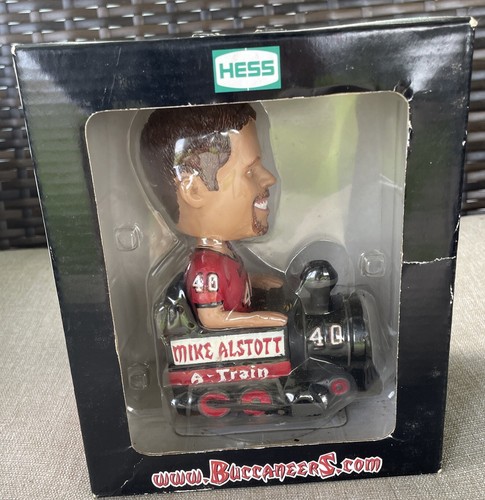 HESS
40
40
MIKE ALSTOTT
A-Train
www.BuccaneerS.com